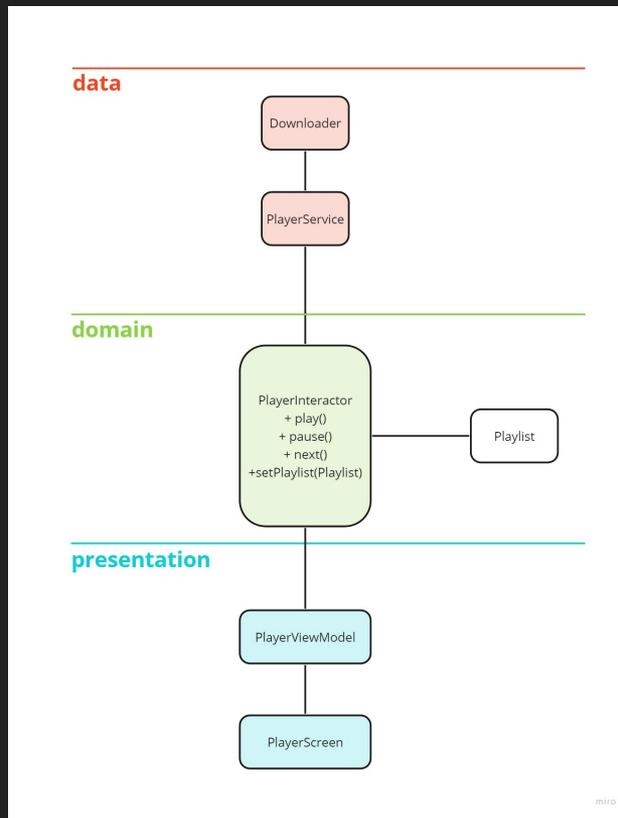 data
Downloader
PlayerService
domain
PlayerInteractor
+ play()
+ pause()
+ next()
+setPlaylist(Playlist)
Playlist
presentation
PlayerViewModel
PlayerScreen
miro